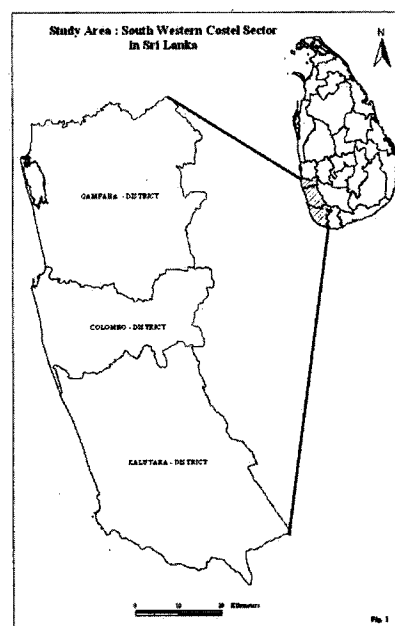 Study Area : South Western Costel Sector
in Sri Lanka
N
GAMPAHA - DISTRICT
COLOMBO - DISTRICT
KALUTARA - DISTRICT
0 10 20 Kilometers
Fig. 1